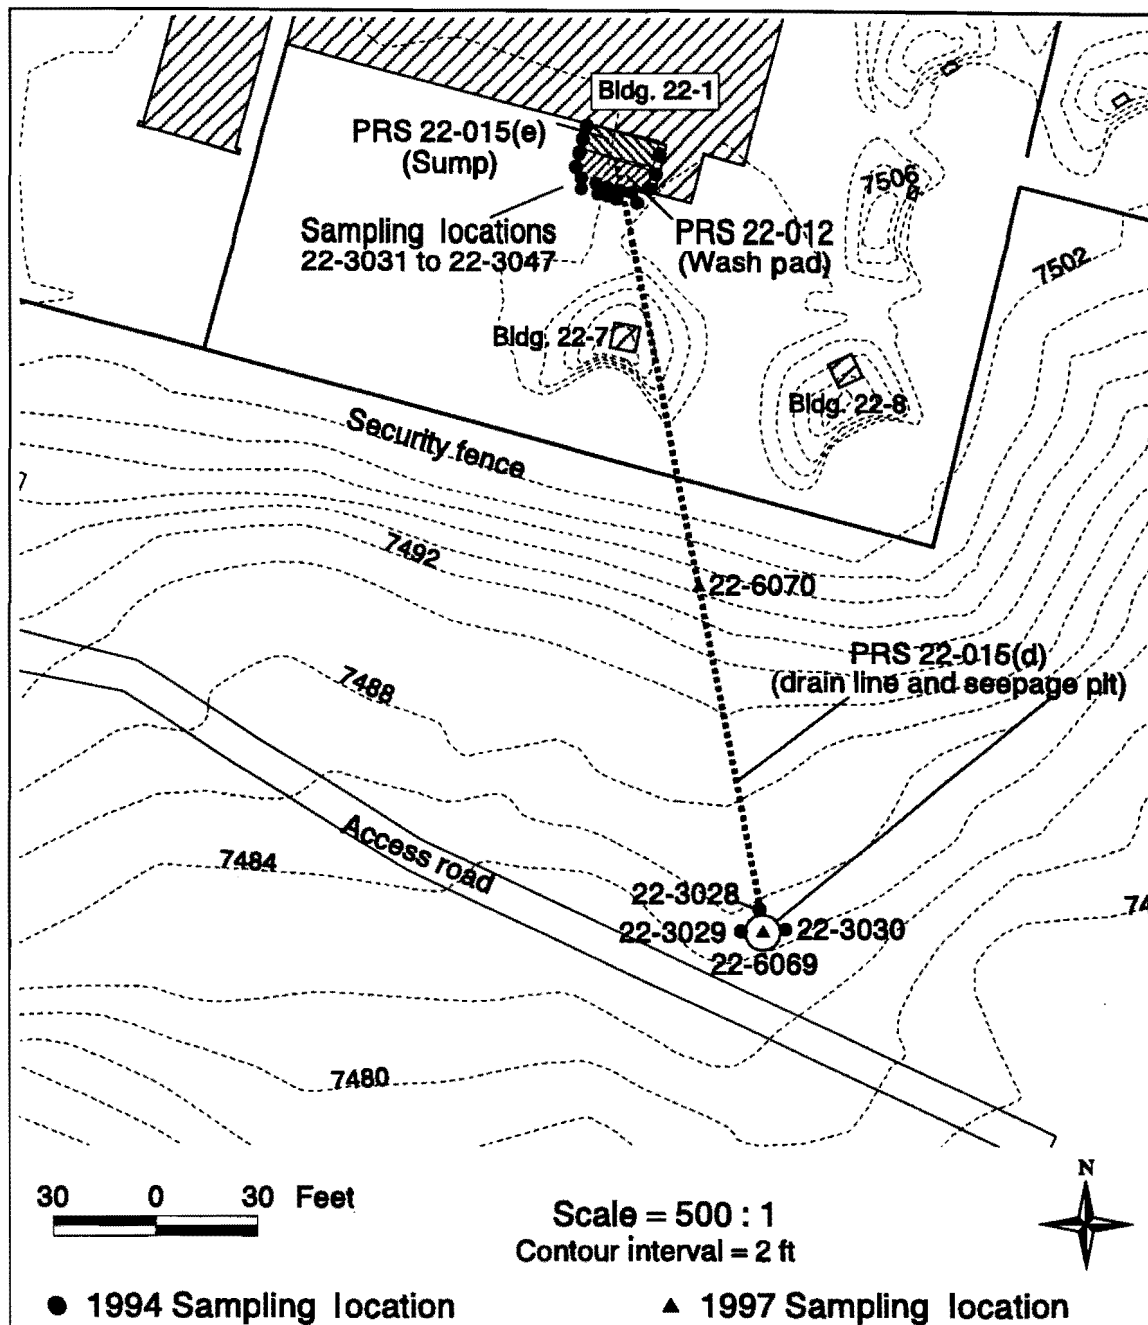 Bldg. 22-1
PRS 22-015(e)
(Sump)
7506
Sampling locations
22-3031 to 22-3047
PRS 22-012
(Wash pad)
7502
Bldg. 22-7
Bldg. 22-8
Security fence
7492
22-6070
PRS 22-015(d)
(drain line and seepage pit)
7488
Access road
7484
22-3028
22-3029
22-3030
22-6069
7480
N
30 0 30 Feet
Scale = 500 : 1
Contour interval = 2 ft
1994 Sampling location
1997 Sampling location